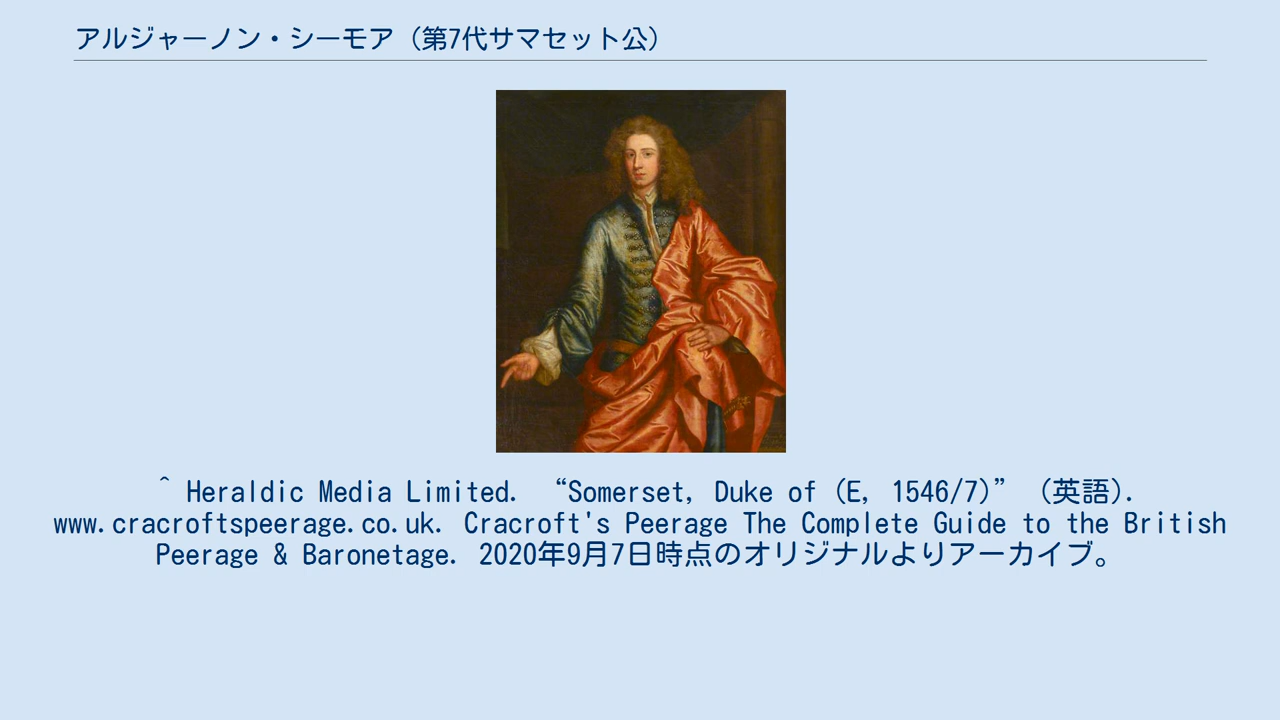 アルジャーノン・シーモア（第7代サマセット公）
^ Heraldic Media Limited. “Somerset, Duke of (E, 1546/7)” (英語).
www.cracroftspeerage.co.uk. Cracroft's Peerage The Complete Guide to the British
Peerage & Baronetage. 2020年9月7日時点のオリジナルよりアーカイブ。